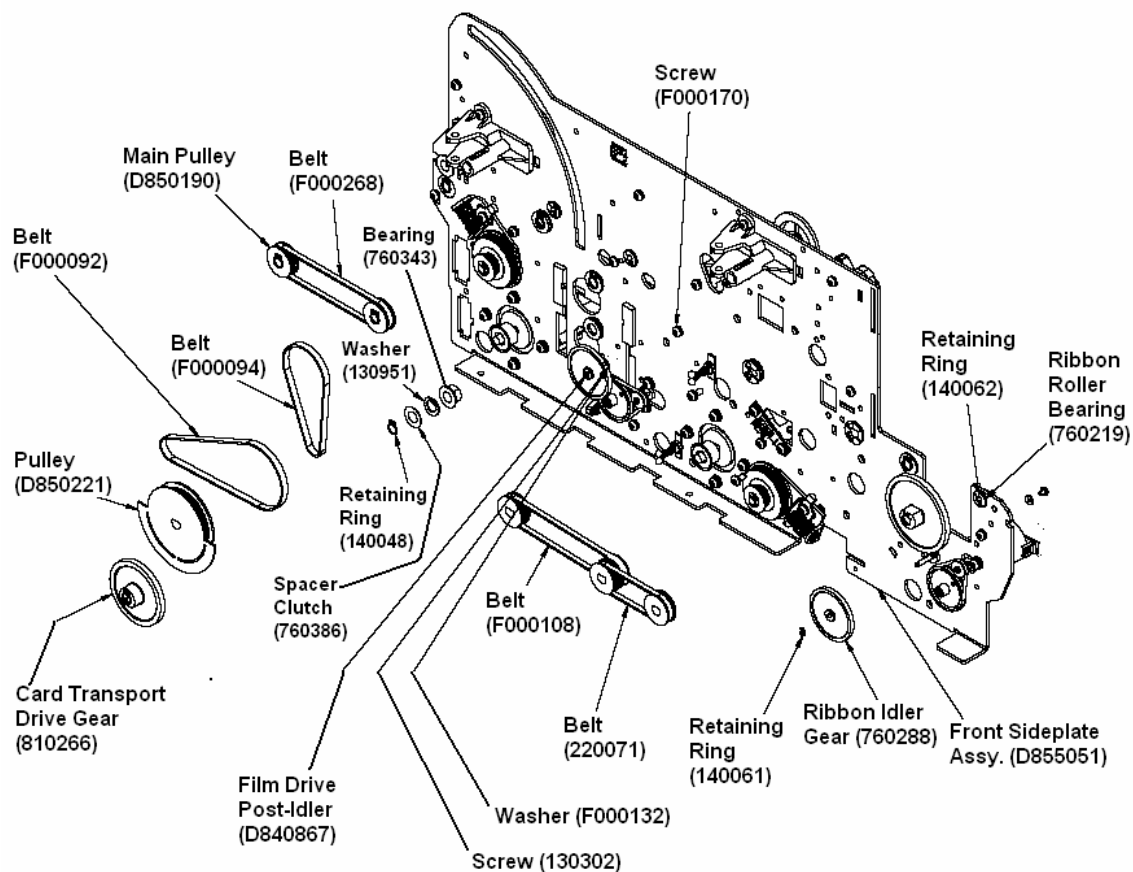 Screw
(F000170)
Main Pulley
(D850190)
Belt
(F000268)
Belt
(F000092)
Bearing
(760343)
Belt
(F000094)
Washer
(130951)
Retaining
Ring
(140062)
Ribbon
Roller
Bearing
(760219)
Pulley
(D850221)
Retaining
Ring
(140048)
Spacer
Clutch
(760386)
Belt
(F000108)
Card Transport
Drive Gear
(810266)
Belt
(220071)
Retaining
Ring
(140061)
Ribbon Idler
Gear (760288)
Front Sideplate
Assy. (D855051)
Film Drive
Post-Idler
(D840867)
Washer (F000132)
Screw (130302)